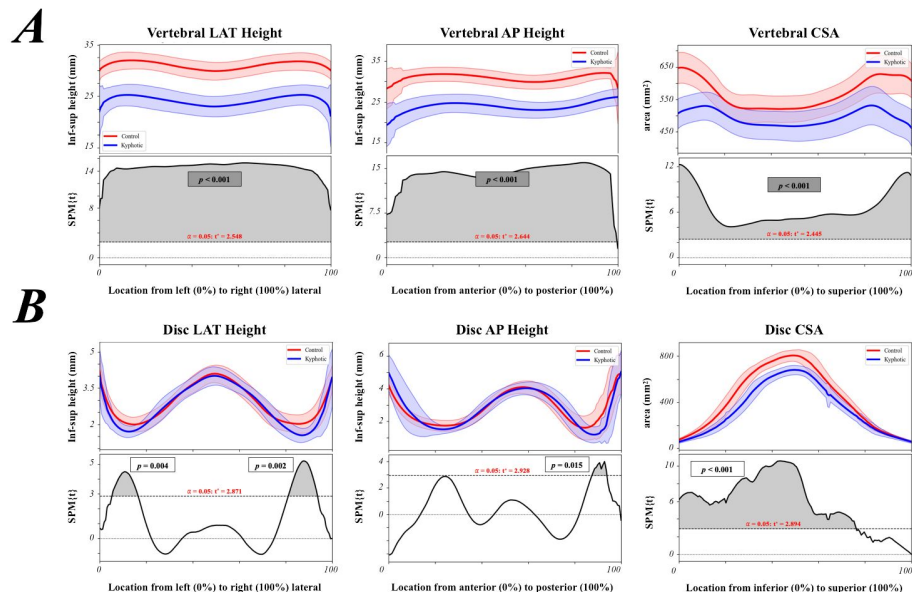 A
Vertebral LAT Height
Inf-sup height (mm)
35
25
15
Control
Kyphotic
SPM{t}
14
7
0
p < 0.001
α = 0.05: t* = 2.548
0
100
Location from left (0%) to right (100%) lateral
Vertebral AP Height
Inf-sup height (mm)
35
25
15
Control
Kyphotic
SPM{t}
15
7.5
0
p < 0.001
α = 0.05: t* = 2.644
0
100
Location from anterior (0%) to posterior (100%)
Vertebral CSA
area (mm²)
650
550
450
Control
Kyphotic
SPM{t}
12
6
0
p < 0.001
α = 0.05: t* = 2.445
0
100
Location from inferior (0%) to superior (100%)
B
Disc LAT Height
Inf-sup height (mm)
5
3.5
2
Control
Kyphotic
SPM{t}
5
3
0
p = 0.004
p = 0.002
α = 0.05: t* = 2.871
0
100
Location from left (0%) to right (100%) lateral
Disc AP Height
Inf-sup height (mm)
6
4
2
Control
Kyphotic
SPM{t}
4
2
0
p = 0.015
α = 0.05: t* = 2.928
0
100
Location from anterior (0%) to posterior (100%)
Disc CSA
area (mm²)
800
400
0
Control
Kyphotic
SPM{t}
10
5
0
p < 0.001
α = 0.05: t* = 2.894
0
100
Location from inferior (0%) to superior (100%)